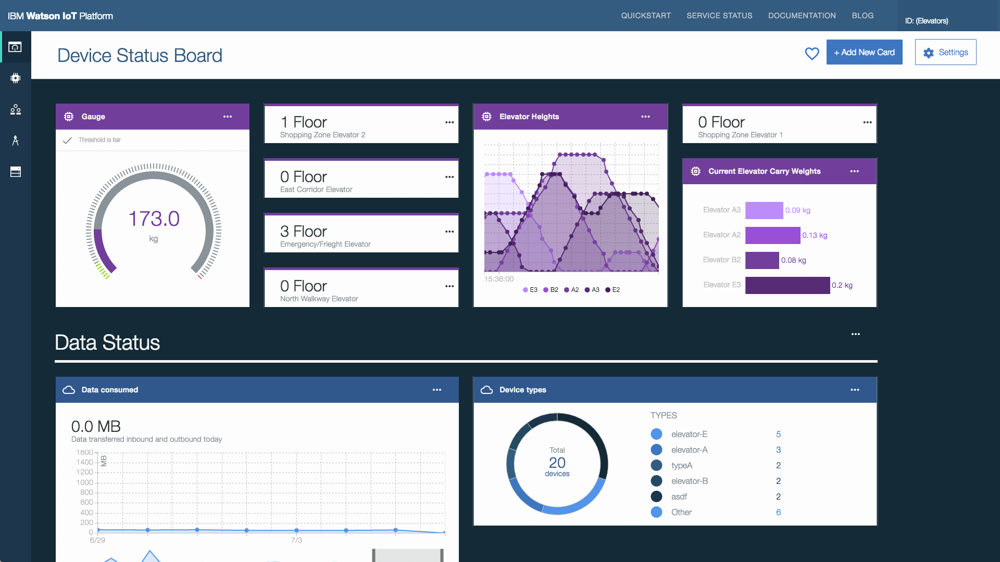 IBM Watson IoT Platform
QUICKSTART
SERVICE STATUS
DOCUMENTATION
BLOG
ID: (Elevators)
Device Status Board
+ Add New Card
Settings
Gauge
Threshold is fair
173.0
kg
1 Floor
Shopping Zone Elevator 2
0 Floor
East Corridor Elevator
3 Floor
Emergency/Frieght Elevator
0 Floor
North Walkway Elevator
Elevator Heights
15:36:00
E3 B2 A2 A3 E2
0 Floor
Shopping Zone Elevator 1
Current Elevator Carry Weights
Elevator A3 0.09 kg
Elevator A2 0.13 kg
Elevator B2 0.08 kg
Elevator E3 0.2 kg
Data Status
Data consumed
0.0 MB
Data transferred inbound and outbound today
1600
MB
1400
1200
1000
800
600
400
200
0
6/29 7/3
Device types
Total
20
devices
TYPES
elevator-E 5
elevator-A 3
typeA 2
elevator-B 2
asdf 2
Other 6